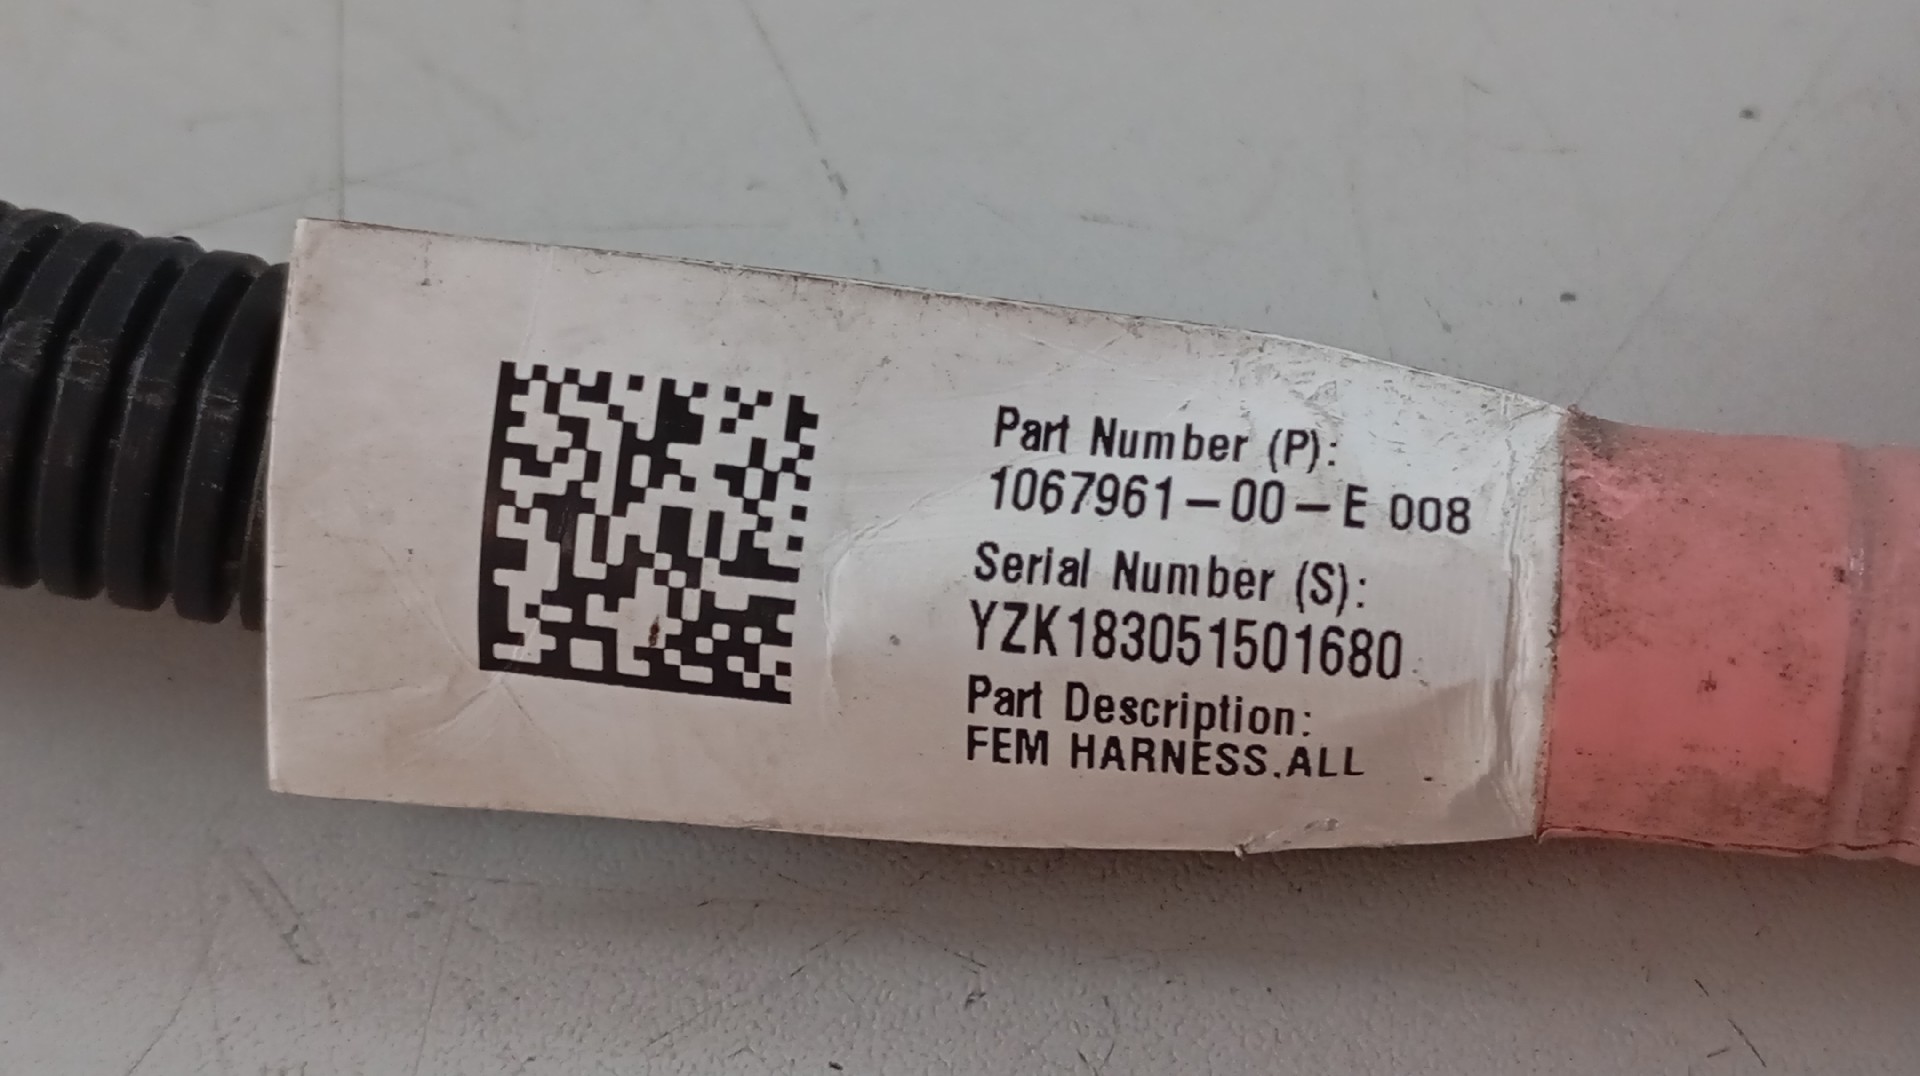 Part Number (P):
1067961-00-E 008
Serial Number (S):
YZK183051501680
Part Description:
FEM HARNESS.ALL